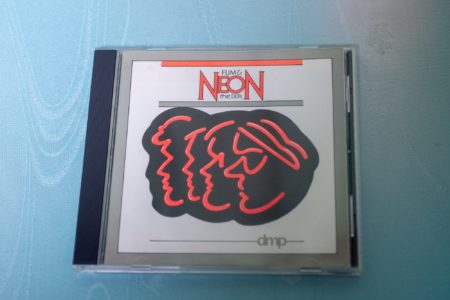 FLIM &
NEON
the BB's
dmp